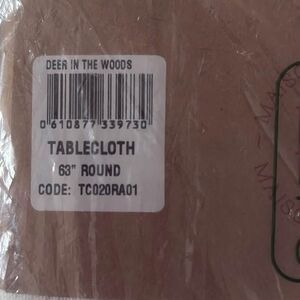 DEER IN THE WOODS
0 610877 339730
TABLECLOTH
63" ROUND
CODE: TC020RA01